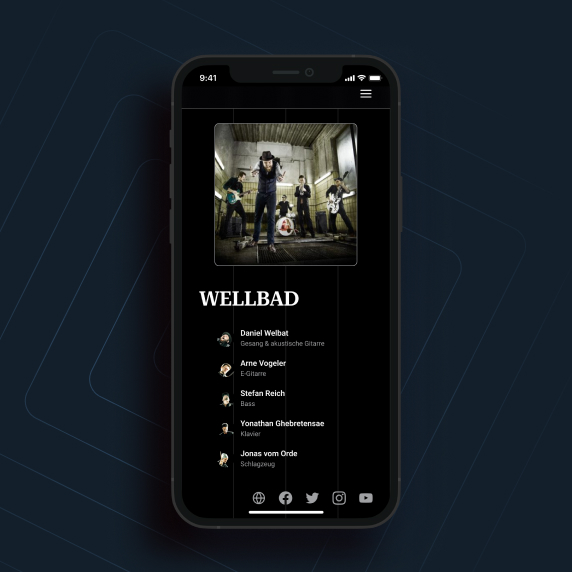 9:41
WELLBAD
Daniel Welbat
Gesang & akustische Gitarre
Arne Vogeler
E-Gitarre
Stefan Reich
Bass
Yonathan Ghebretensae
Klavier
Jonas vom Orde
Schlagzeug